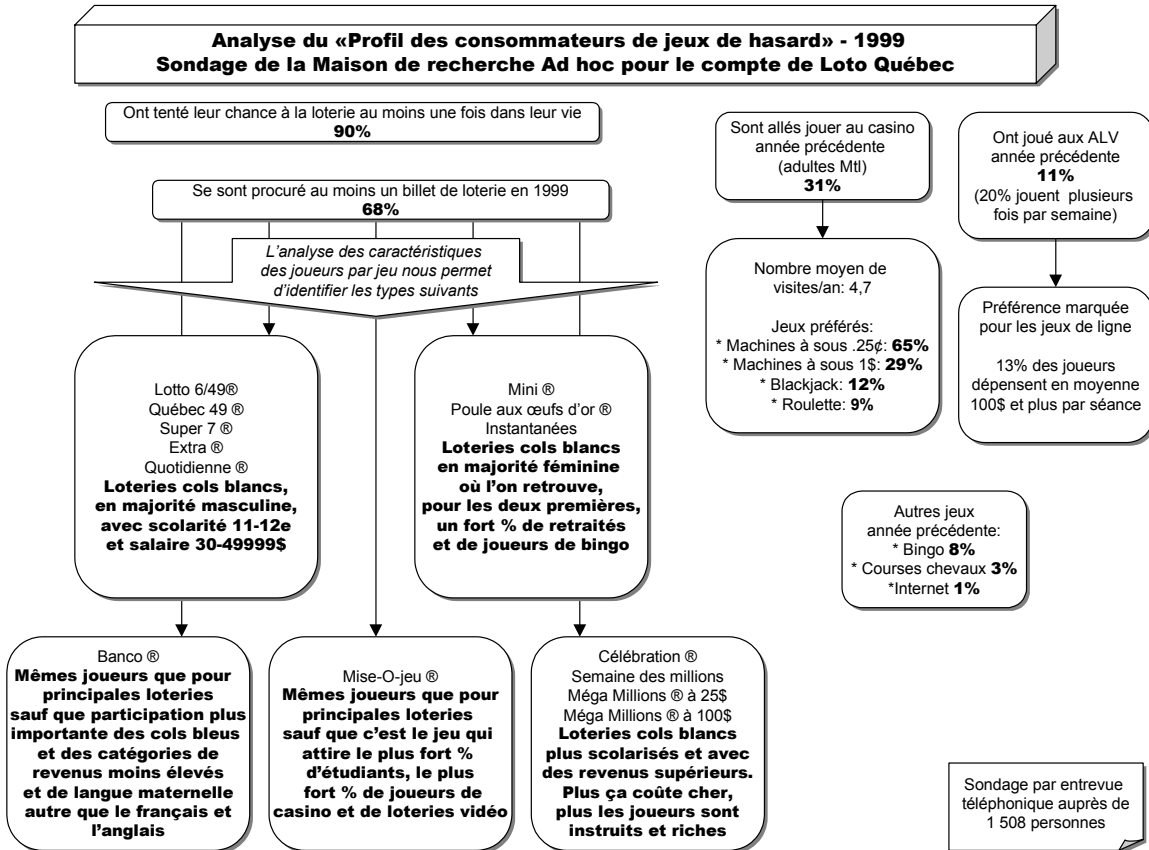 Analyse du «Profil des consommateurs de jeux de hasard» - 1999
Sondage de la Maison de recherche Ad hoc pour le compte de Loto Québec
Ont tenté leur chance à la loterie au moins une fois dans leur vie
90%
Se sont procuré au moins un billet de loterie en 1999
68%
L'analyse des caractéristiques
des joueurs par jeu nous permet
d'identifier les types suivants
Sont allés jouer au casino
année précédente
(adultes Mtl)
31%
Ont joué aux ALV
année précédente
11%
(20% jouent plusieurs
fois par semaine)
Nombre moyen de
visites/an: 4,7
Jeux préférés:
* Machines à sous .25¢: 65%
* Machines à sous 1$: 29%
* Blackjack: 12%
* Roulette: 9%
Préférence marquée
pour les jeux de ligne
13% des joueurs
dépensent en moyenne
100$ et plus par séance
Lotto 6/49®
Québec 49 ®
Super 7 ®
Extra ®
Quotidienne ®
Loteries cols blancs,
en majorité masculine,
avec scolarité 11-12e
et salaire 30-49999$
Mini ®
Poule aux œufs d'or ®
Instantanées
Loteries cols blancs
en majorité féminine
où l'on retrouve,
pour les deux premières,
un fort % de retraités
et de joueurs de bingo
Autres jeux
année précédente:
* Bingo 8%
* Courses chevaux 3%
*Internet 1%
Banco ®
Mêmes joueurs que pour
principales loteries
sauf que participation plus
importante des cols bleus
et des catégories de
revenus moins élevés
et de langue maternelle
autre que le français et
l'anglais
Mise-O-jeu ®
Mêmes joueurs que pour
principales loteries
sauf que c'est le jeu qui
attire le plus fort %
d'étudiants, le plus
fort % de joueurs de
casino et de loteries vidéo
Célébration ®
Semaine des millions
Méga Millions ® à 25$
Méga Millions ® à 100$
Loteries cols blancs
plus scolarisés et avec
des revenus supérieurs.
Plus ça coûte cher,
plus les joueurs sont
instruits et riches
Sondage par entrevue
téléphonique auprès de
1 508 personnes